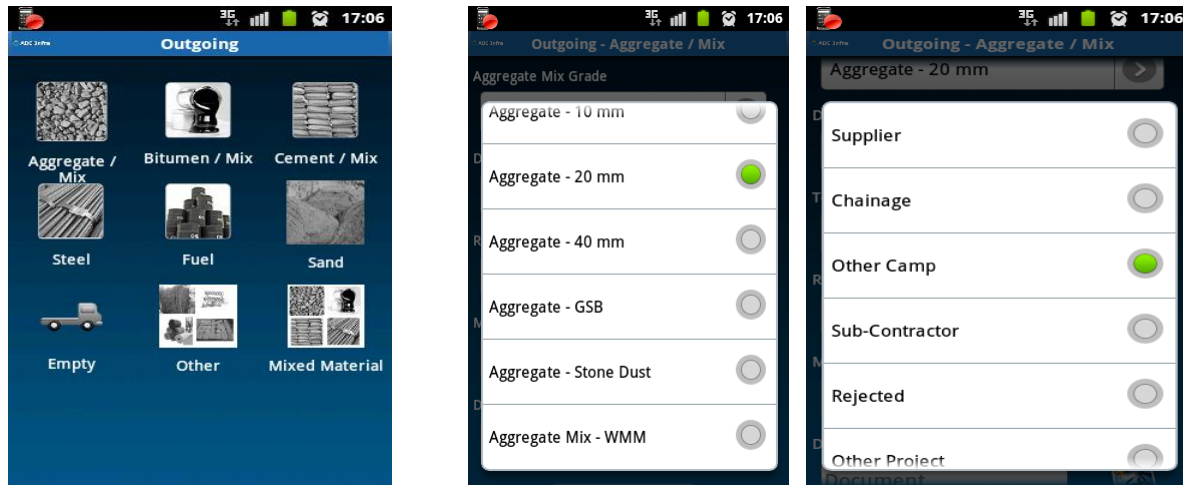 3G 17:06
ADC Infra
Outgoing
Aggregate / Mix
Bitumen / Mix
Cement / Mix
Steel
Fuel
Sand
Empty
Other
Mixed Material
3G 17:06
ADC Infra
Outgoing - Aggregate / Mix
Aggregate Mix Grade
Aggregate - 10 mm
D
Aggregate - 20 mm
R
Aggregate - 40 mm
Aggregate - GSB
M
Aggregate - Stone Dust
D
Aggregate Mix - WMM
3G 17:06
ADC Infra
Outgoing - Aggregate / Mix
Aggregate - 20 mm
D
Supplier
T
Chainage
Other Camp
R
Sub-Contractor
M
Rejected
D
Other Project
Document